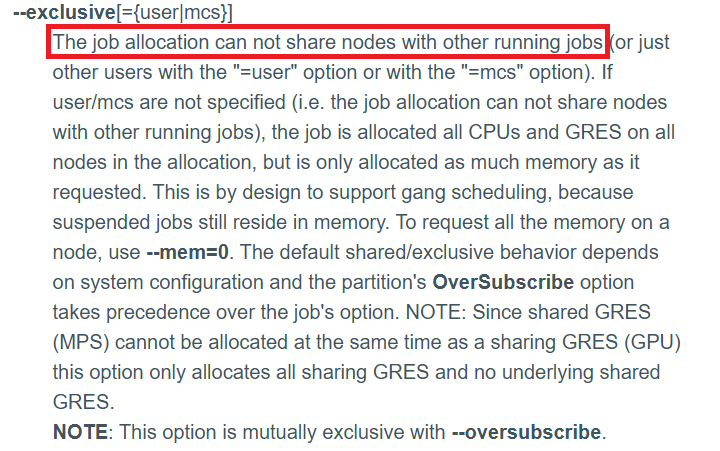 --exclusive[={user|mcs}]
The job allocation can not share nodes with other running jobs (or just
other users with the "=user" option or with the "=mcs" option). If
user/mcs are not specified (i.e. the job allocation can not share nodes
with other running jobs), the job is allocated all CPUs and GRES on all
nodes in the allocation, but is only allocated as much memory as it
requested. This is by design to support gang scheduling, because
suspended jobs still reside in memory. To request all the memory on a
node, use --mem=0. The default shared/exclusive behavior depends
on system configuration and the partition's OverSubscribe option
takes precedence over the job's option. NOTE: Since shared GRES
(MPS) cannot be allocated at the same time as a sharing GRES (GPU)
this option only allocates all sharing GRES and no underlying shared
GRES.
NOTE: This option is mutually exclusive with --oversubscribe.